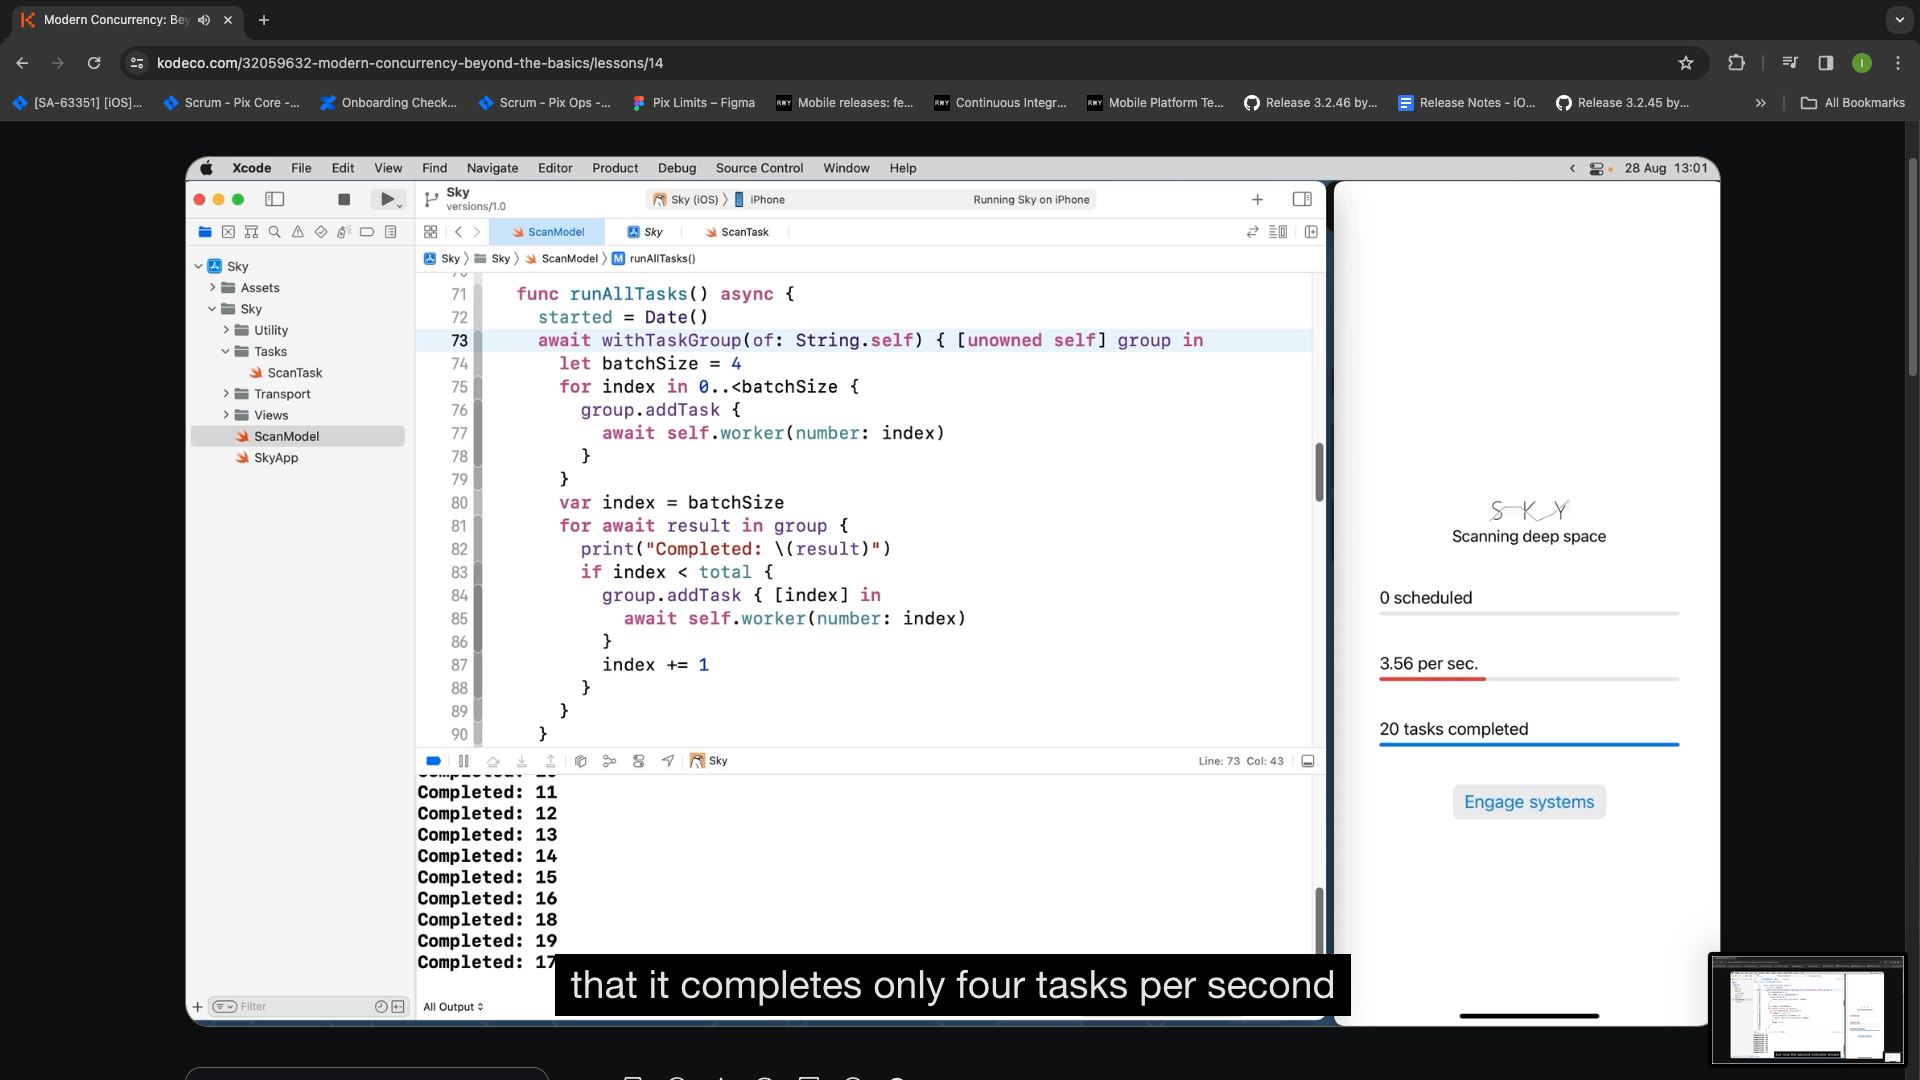 Modern Concurrency: Bey
kodeco.com/32059632-modern-concurrency-beyond-the-basics/lessons/14
I
[SA-63351] [iOS]...
Scrum - Pix Core -...
Onboarding Check...
Scrum - Pix Ops -...
Pix Limits – Figma
RWY Mobile releases: fe...
RWY Continuous Integr...
RWY Mobile Platform Te...
Release 3.2.46 by...
Release Notes - iO...
Release 3.2.45 by...
All Bookmarks
Xcode File Edit View Find Navigate Editor Product Debug Source Control Window Help
28 Aug 13:01
Sky
versions/1.0
Sky (iOS) 〉 iPhone
Running Sky on iPhone
ScanModel
Sky
ScanTask
Sky 〉 Sky 〉 ScanModel 〉 M runAllTasks()
Sky
Assets
Sky
Utility
Tasks
ScanTask
Transport
Views
ScanModel
SkyApp
71 func runAllTasks() async {
72 started = Date()
73 await withTaskGroup(of: String.self) { [unowned self] group in
74 let batchSize = 4
75 for index in 0..<batchSize {
76 group.addTask {
77 await self.worker(number: index)
78 }
79 }
80 var index = batchSize
81 for await result in group {
82 print("Completed: \(result)")
83 if index < total {
84 group.addTask { [index] in
85 await self.worker(number: index)
86 }
87 index += 1
88 }
89 }
90 }
Sky
Line: 73 Col: 43
Completed: 11
Completed: 12
Completed: 13
Completed: 14
Completed: 15
Completed: 16
Completed: 18
Completed: 19
Completed: 17
Filter
All Output
S K Y
Scanning deep space
0 scheduled
3.56 per sec.
20 tasks completed
Engage systems
that it completes only four tasks per second